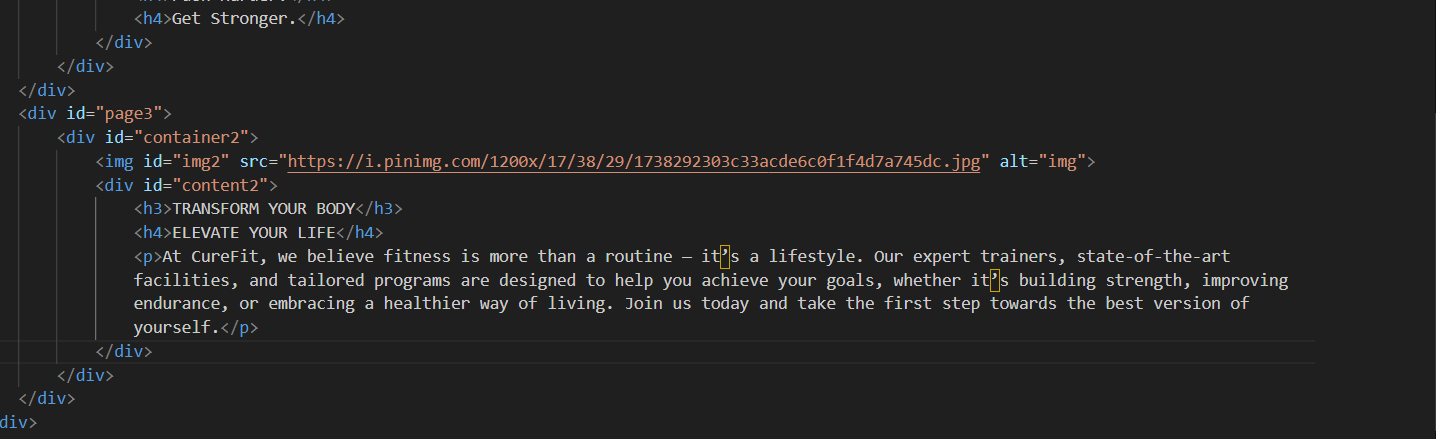 <h4>Get Stronger.</h4>
</div>
</div>
</div>
<div id="page3">
<div id="container2">
<img id="img2" src="https://i.pinimg.com/1200x/17/38/29/1738292303c33acde6c0f1f4d7a745dc.jpg" alt="img">
<div id="content2">
<h3>TRANSFORM YOUR BODY</h3>
<h4>ELEVATE YOUR LIFE</h4>
<p>At CureFit, we believe fitness is more than a routine — it’s a lifestyle. Our expert trainers, state-of-the-art
facilities, and tailored programs are designed to help you achieve your goals, whether it’s building strength, improving
endurance, or embracing a healthier way of living. Join us today and take the first step towards the best version of
yourself.</p>
</div>
</div>
</div>
div>